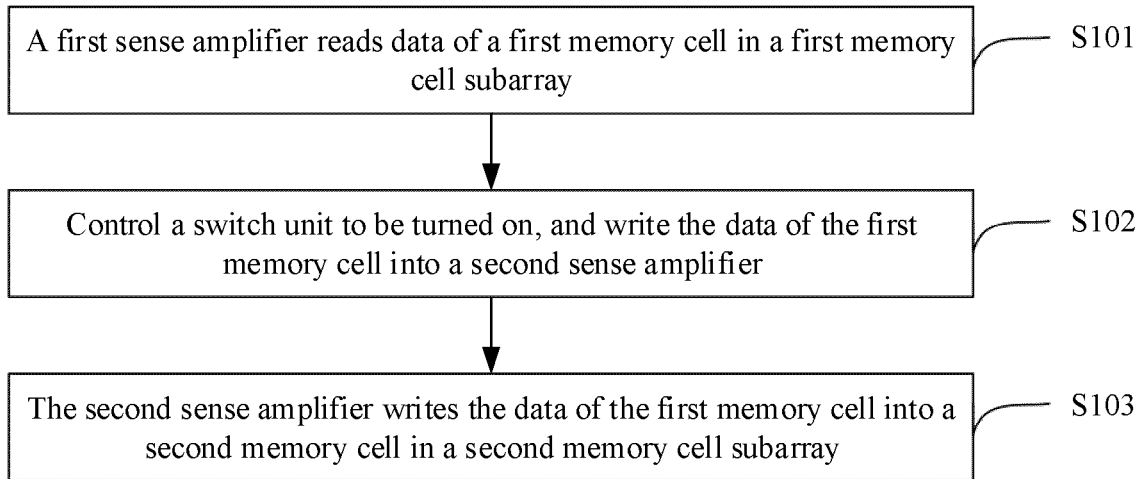 A first sense amplifier reads data of a first memory cell in a first memory
cell subarray
S101
Control a switch unit to be turned on, and write the data of the first
memory cell into a second sense amplifier
S102
The second sense amplifier writes the data of the first memory cell into a
second memory cell in a second memory cell subarray
S103